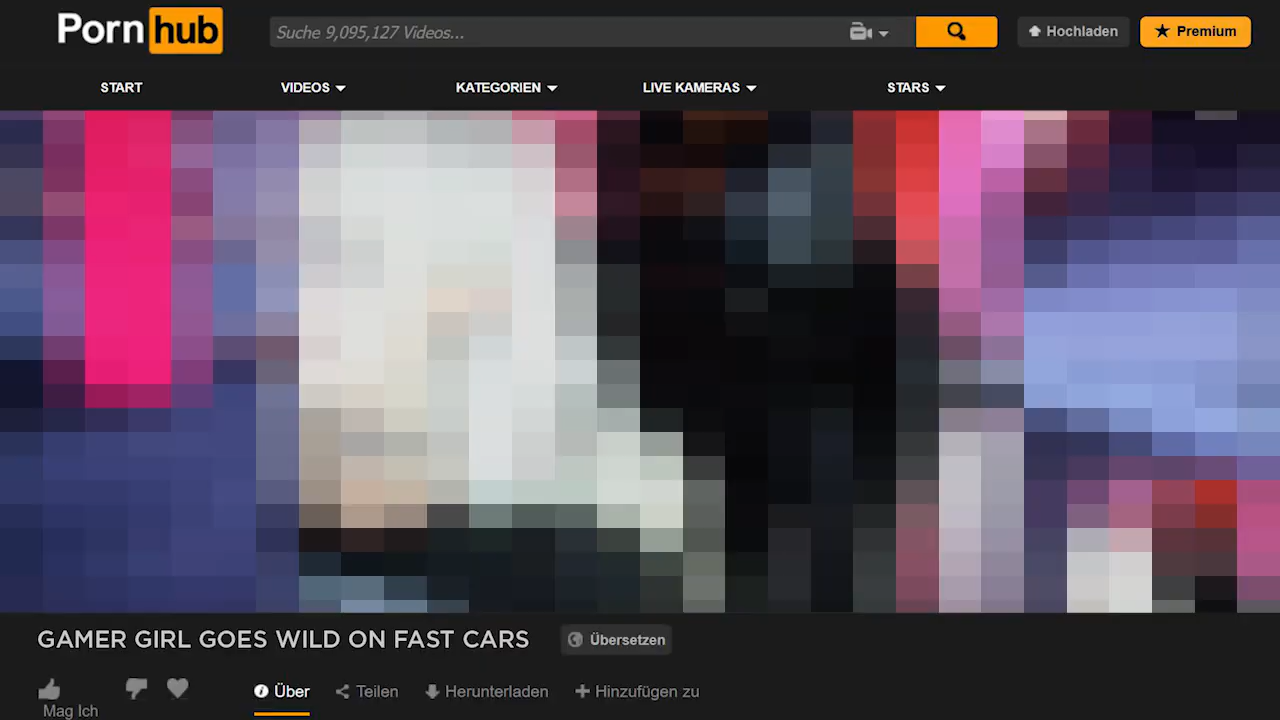 Pornhub
Suche 9,095,127 Videos...
Hochladen
Premium
START
VIDEOS
KATEGORIEN
LIVE KAMERAS
STARS
GAMER GIRL GOES WILD ON FAST CARS
Übersetzen
Mag Ich
Über
Teilen
Herunterladen
Hinzufügen zu